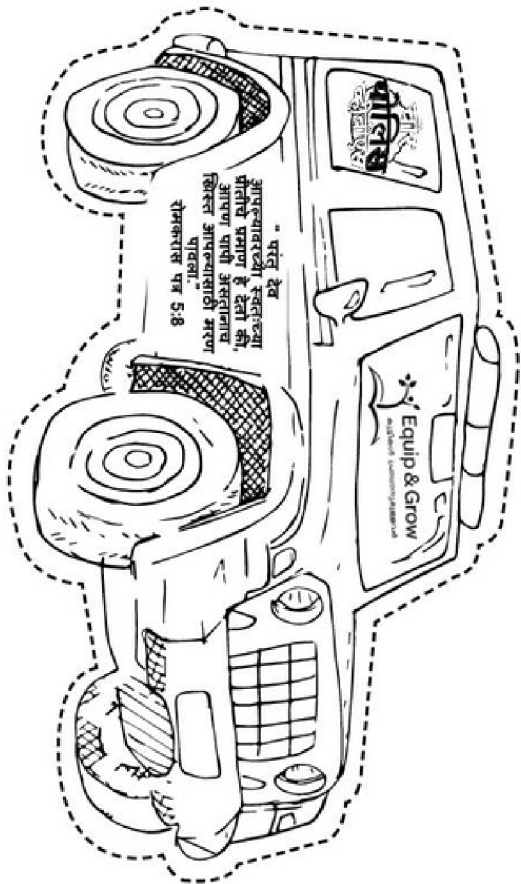 " परंतु देव
आपल्यावरच्या स्वतःच्या
प्रीतीचे प्रमाण हे देतो की,
आपण पापी असतानाच
ख्रिस्त आपल्यासाठी मरण
पावला."
रोमकरास पत्र 5:8
Equip & Grow